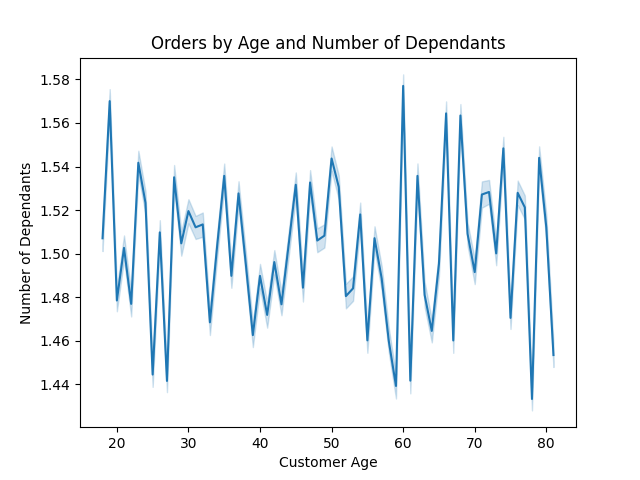 Orders by Age and Number of Dependants
1.58
1.56
1.54
1.52
1.50
1.48
1.46
1.44
Number of Dependants
20 30 40 50 60 70 80
Customer Age